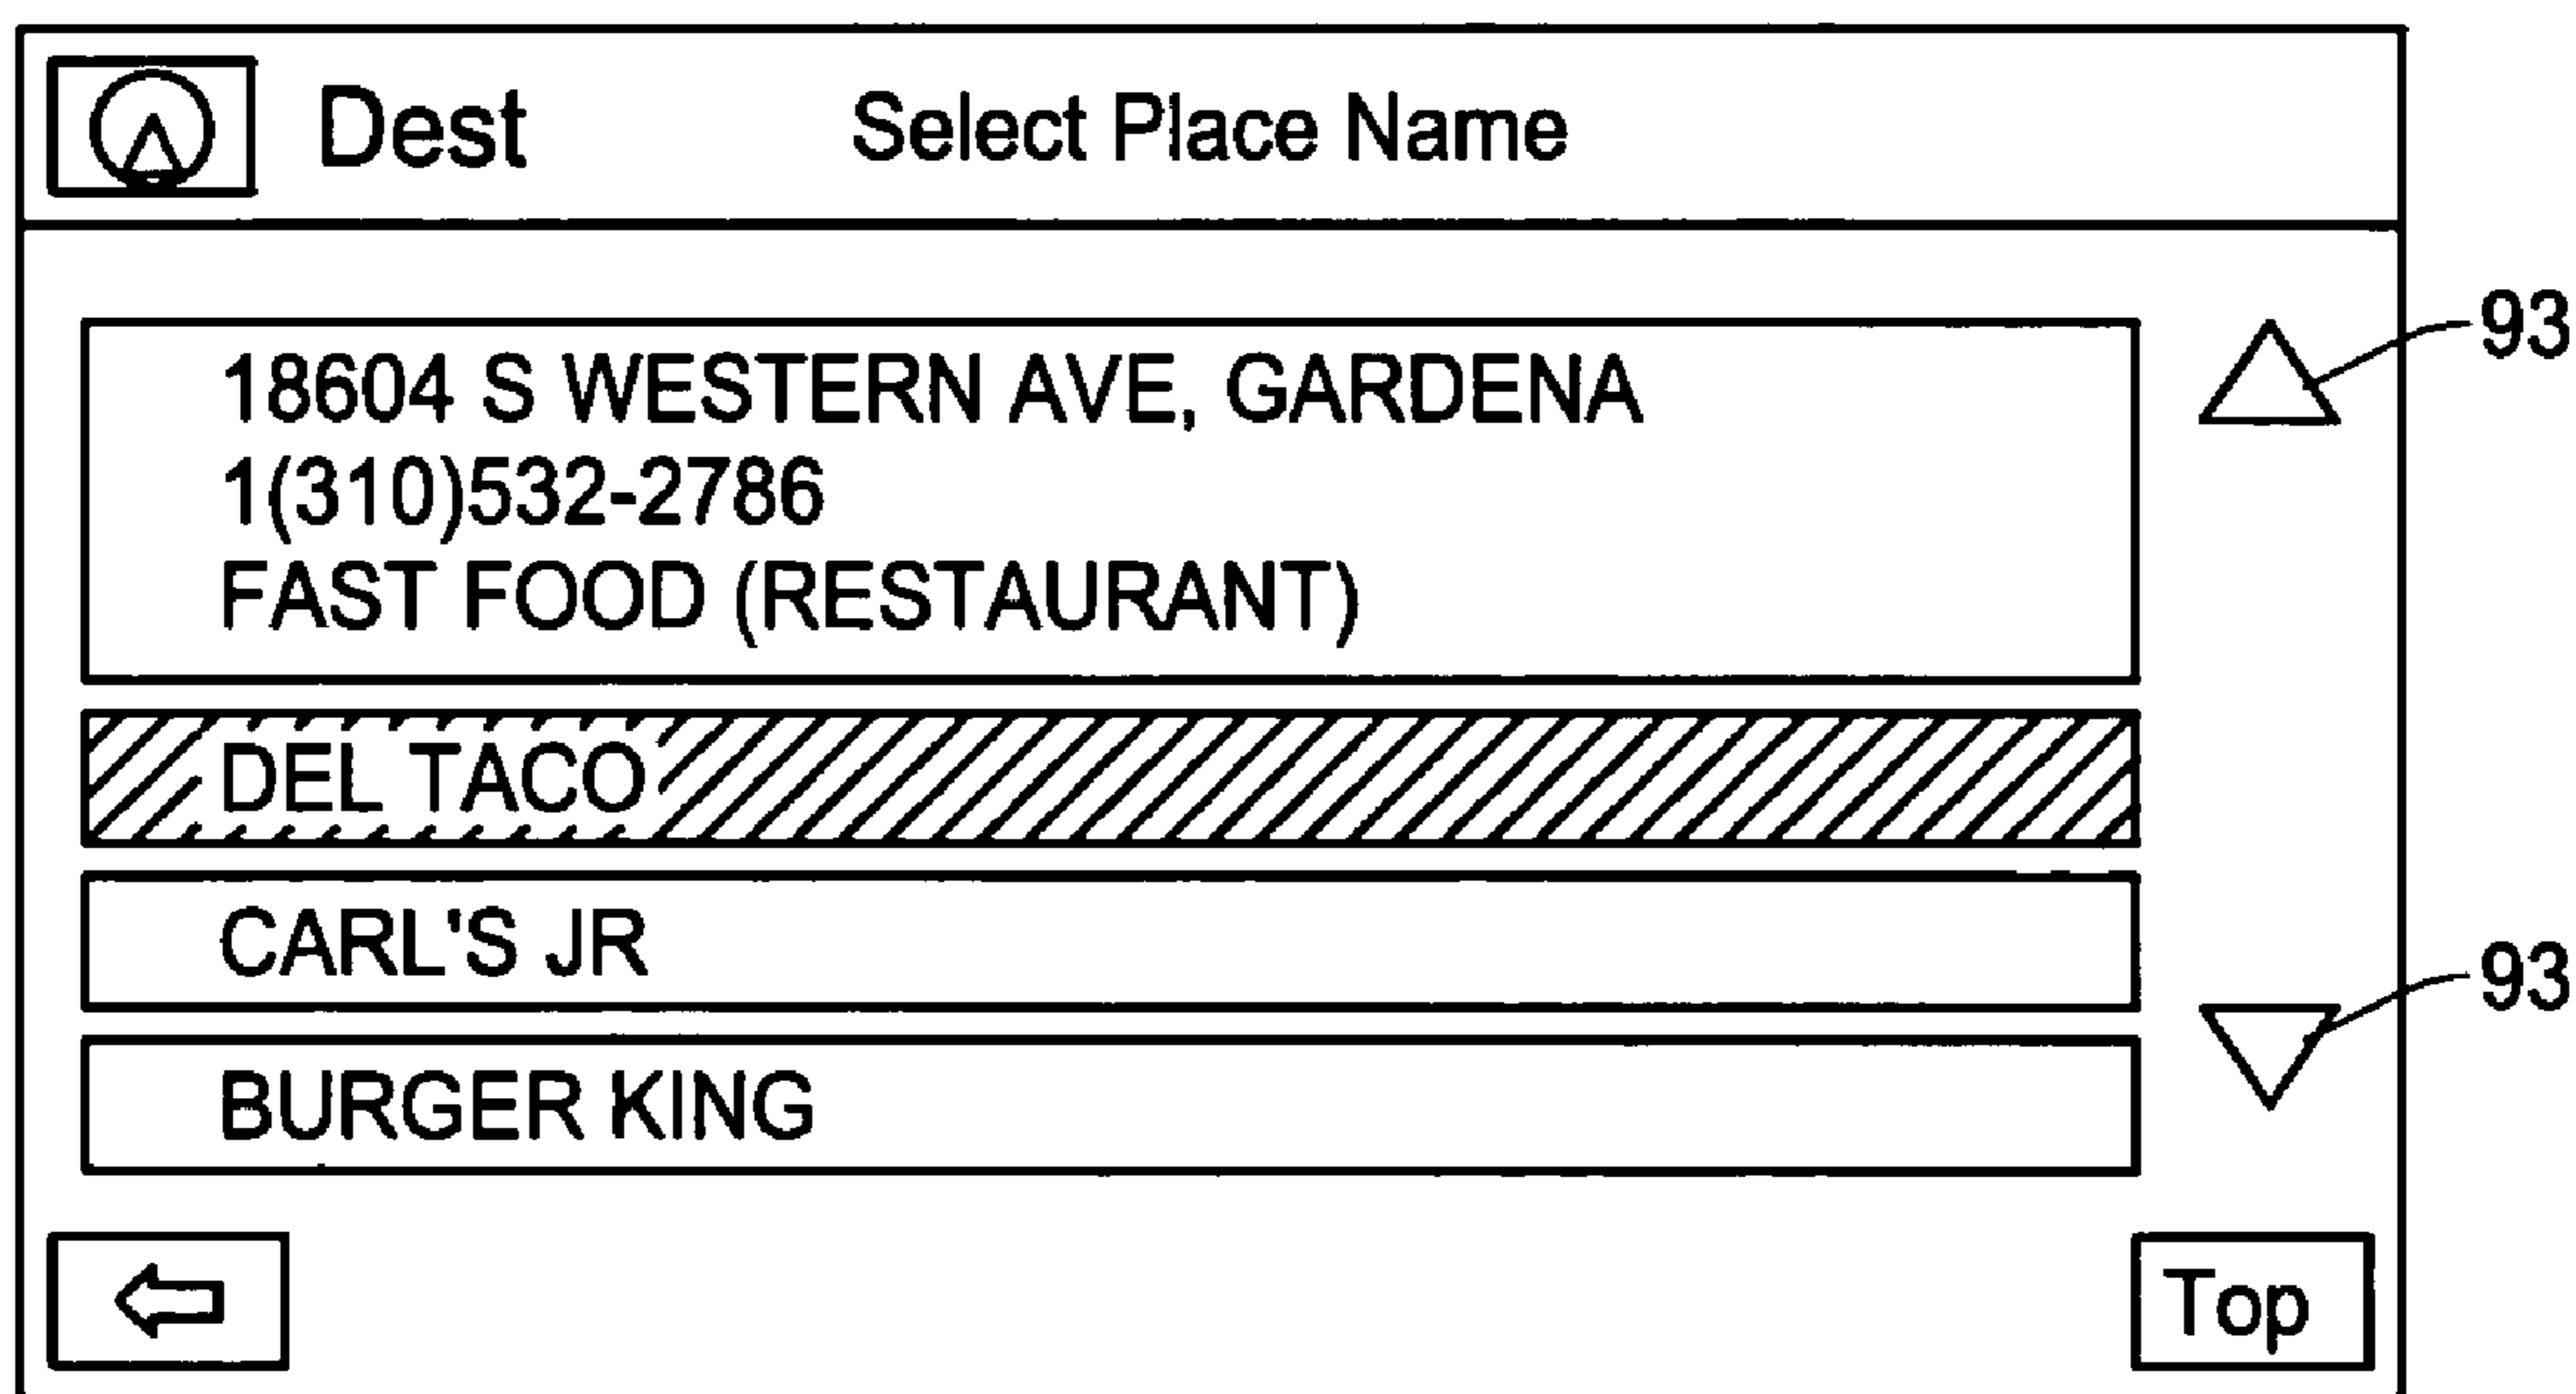 Dest Select Place Name
18604 S WESTERN AVE, GARDENA
93
1(310)532-2786
FAST FOOD (RESTAURANT)
DEL TACO
CARL'S JR
93
BURGER KING
Top